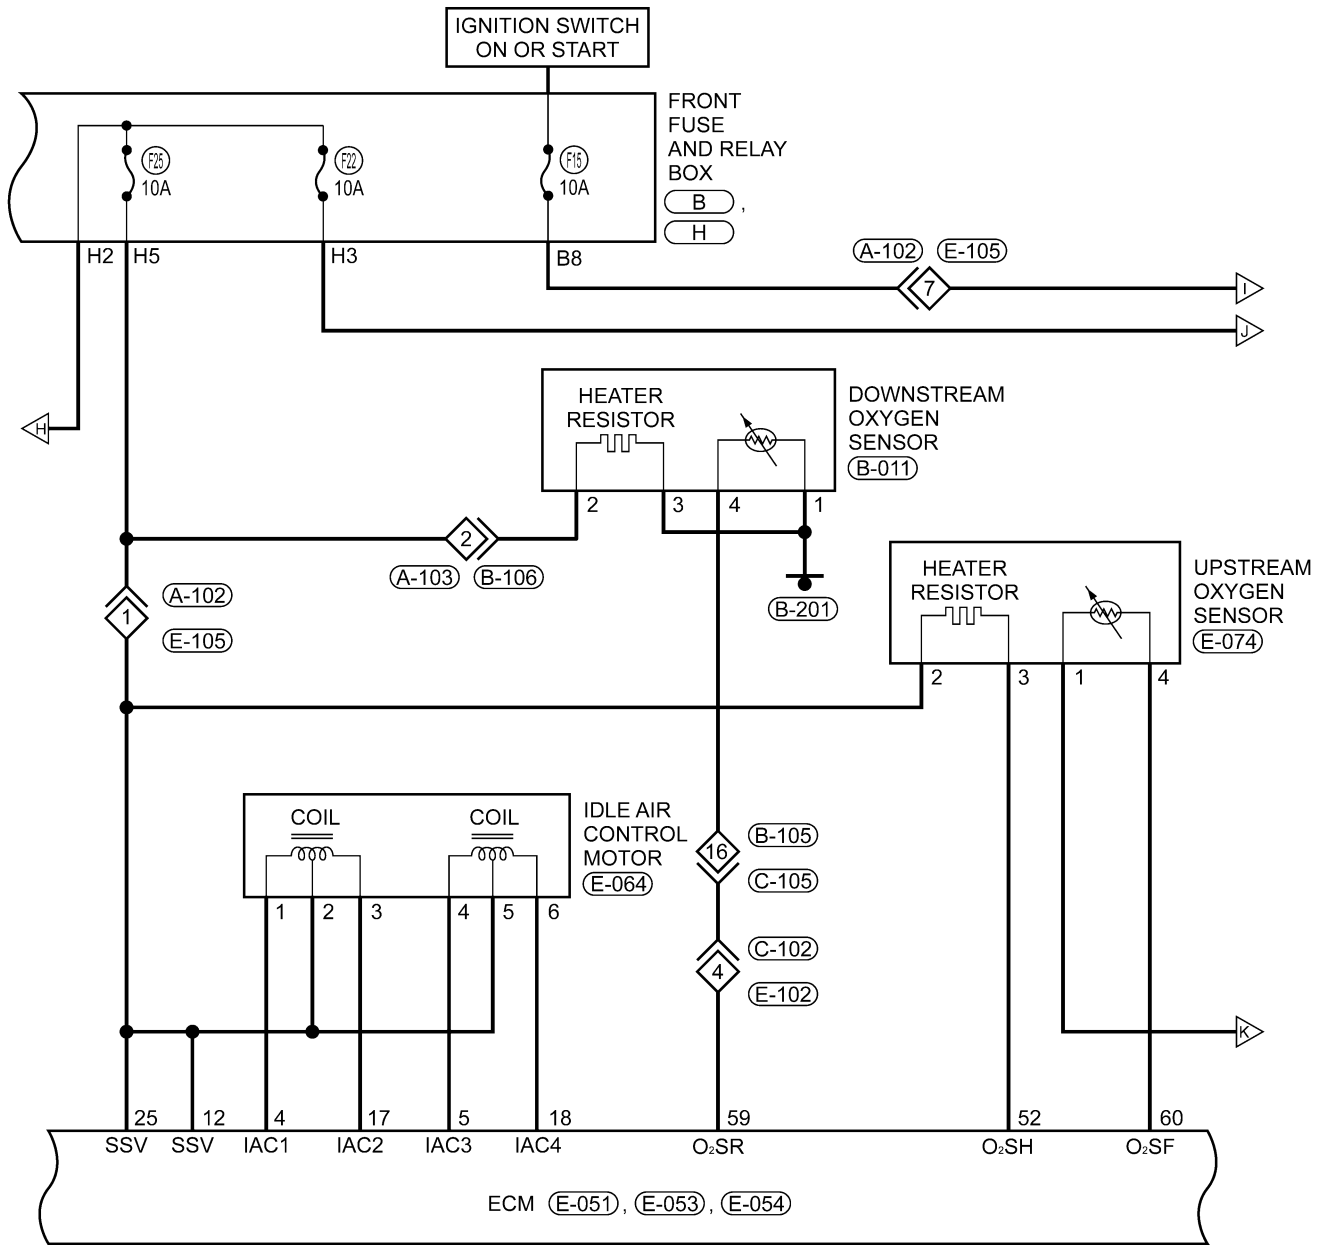 IGNITION SWITCH
ON OR START
FRONT
FUSE
AND RELAY
BOX
B ,
H
F25
10A
F22
10A
F15
10A
H2 H5 H3 B8
A-102 E-105
7
I
J
H
HEATER
RESISTOR
DOWNSTREAM
OXYGEN
SENSOR
B-011
2 3 4 1
2
A-103 B-106
B-201
1
A-102
E-105
HEATER
RESISTOR
UPSTREAM
OXYGEN
SENSOR
E-074
2 3 1 4
COIL COIL
IDLE AIR
CONTROL
MOTOR
E-064
1 2 3 4 5 6
16
B-105
C-105
4
C-102
E-102
K
25 12 4 17 5 18 59 52 60
SSV SSV IAC1 IAC2 IAC3 IAC4 O₂SR O₂SH O₂SF
ECM E-051 , E-053 , E-054